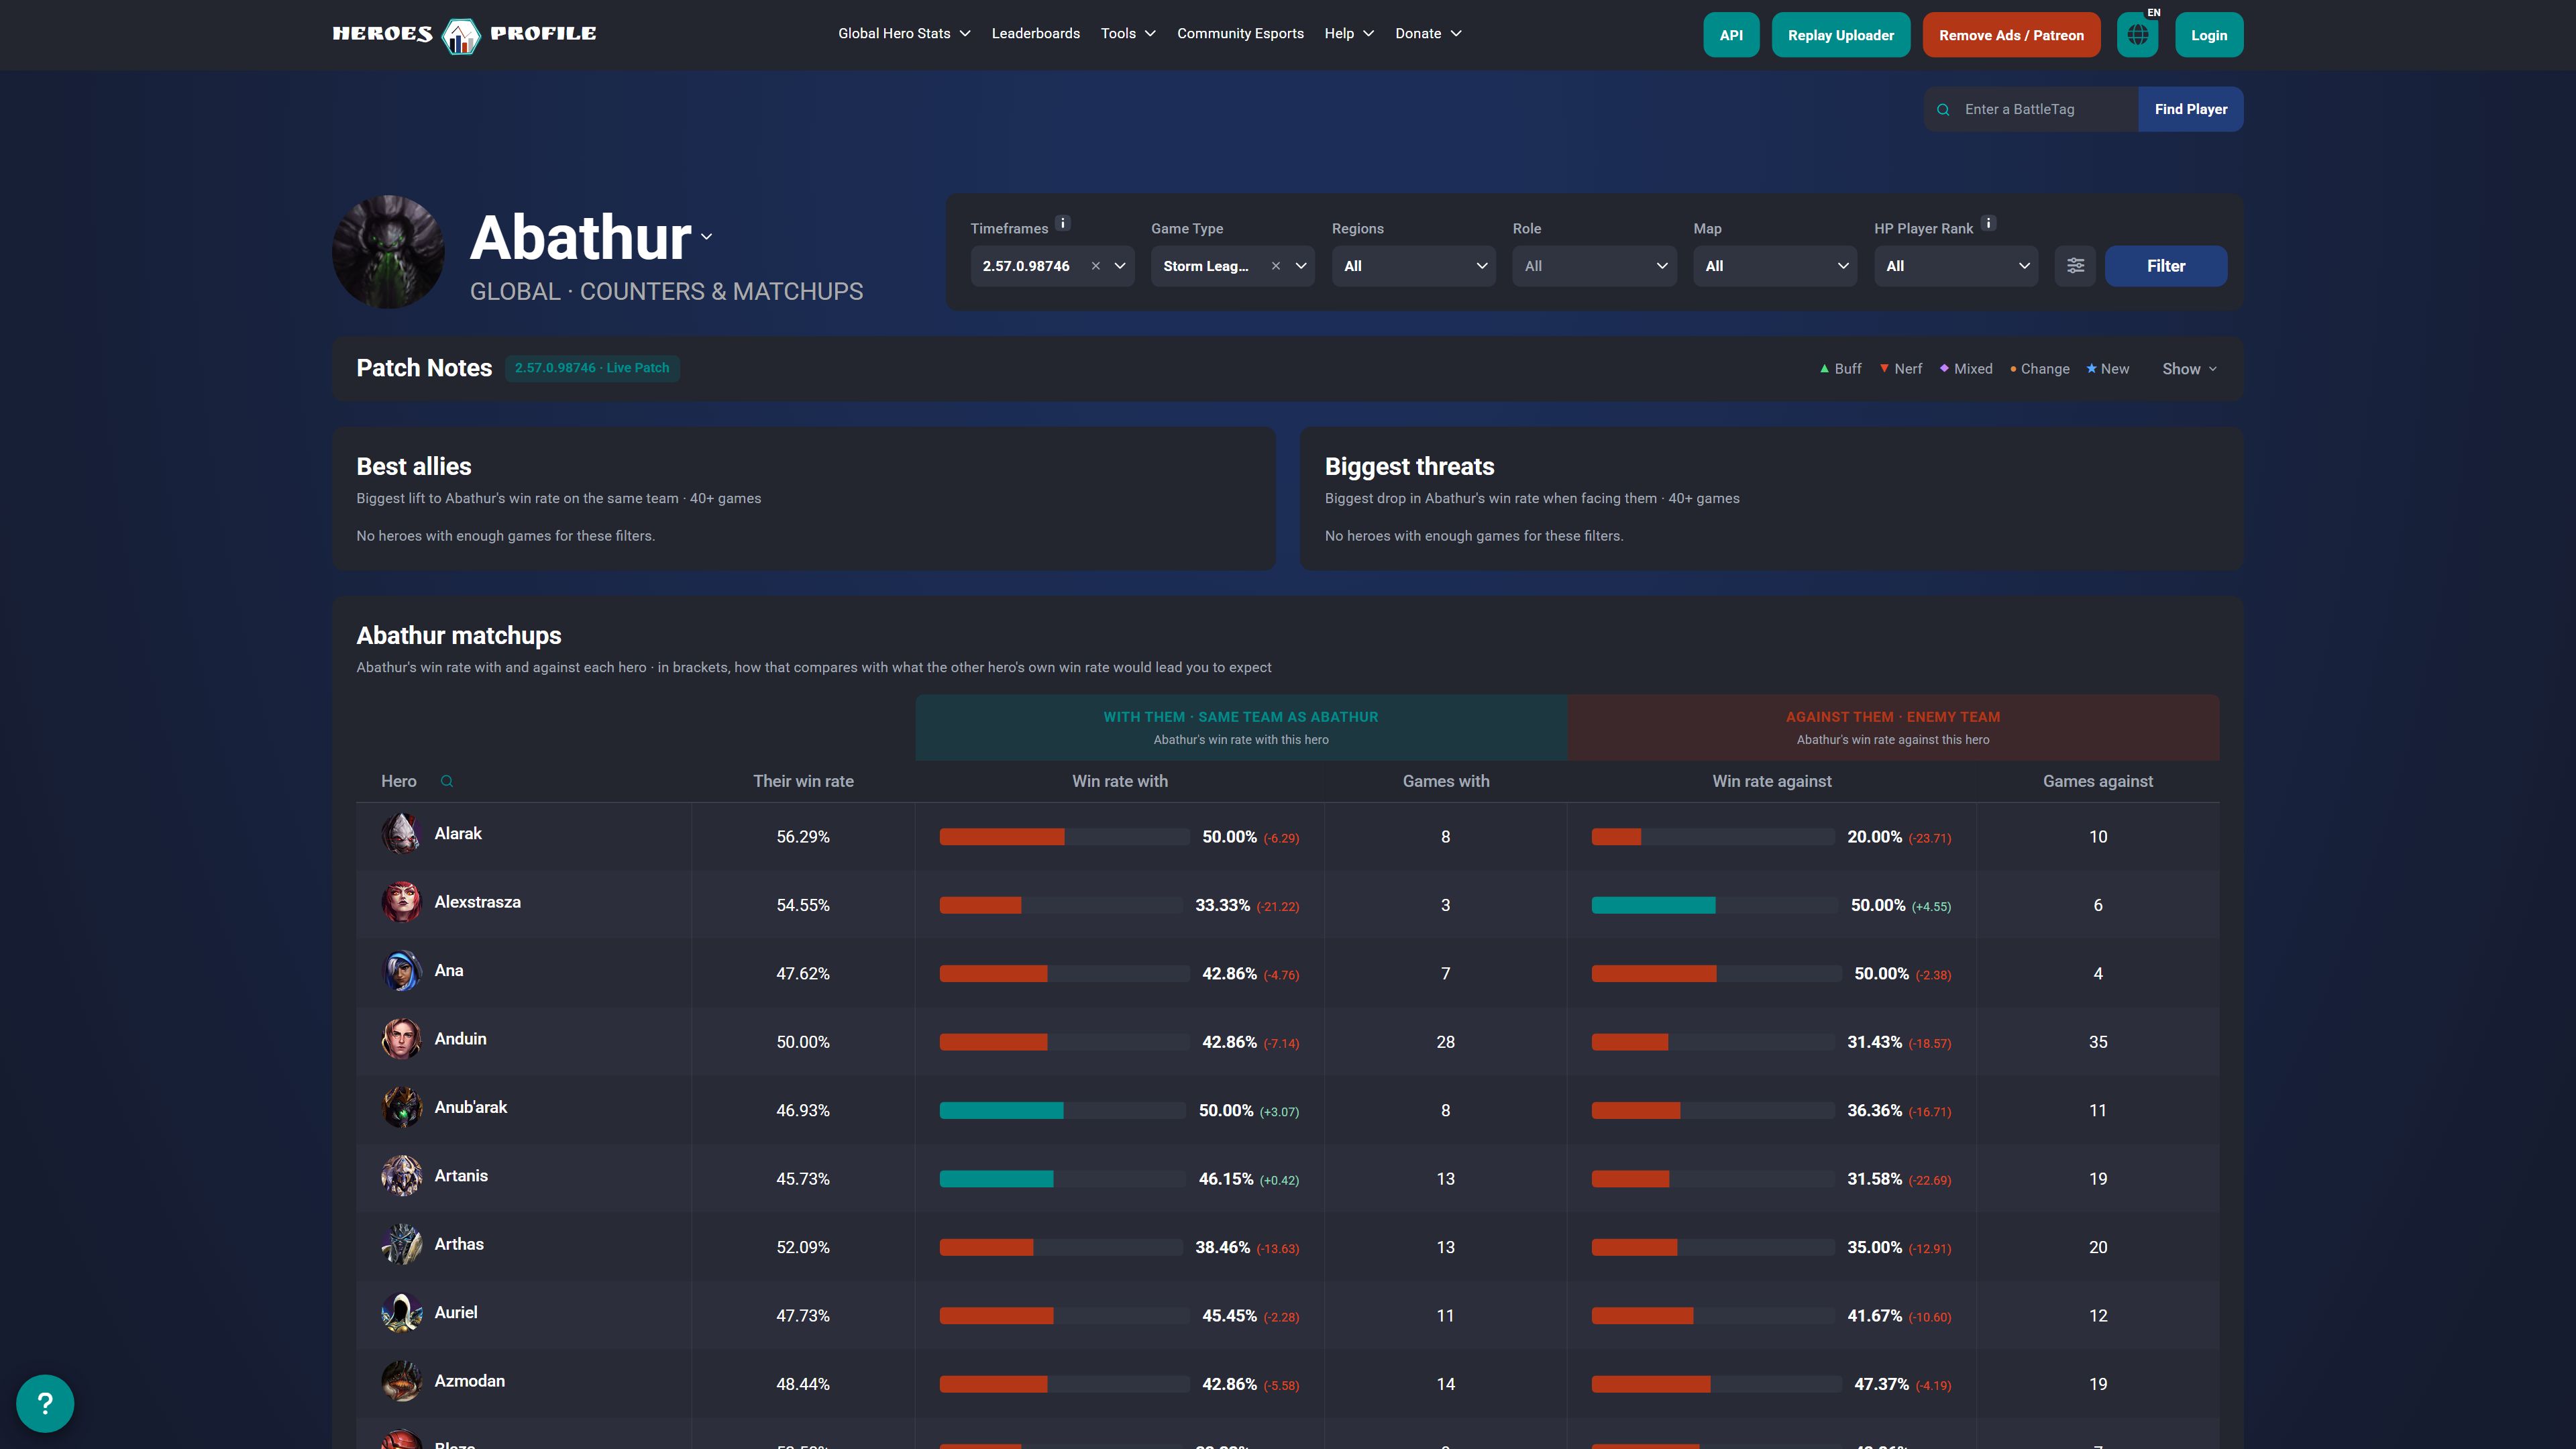 HEROES PROFILE
Global Hero Stats
Leaderboards
Tools
Community Esports
Help
Donate
API
Replay Uploader
Remove Ads / Patreon
EN
Login
Enter a BattleTag
Find Player
Abathur
GLOBAL · COUNTERS & MATCHUPS
Timeframes i
Game Type
Regions
Role
Map
HP Player Rank i
2.57.0.98746 ×
Storm Leag... ×
All
All
All
All
Filter
Patch Notes
2.57.0.98746 · Live Patch
Buff
Nerf
Mixed
Change
New
Show
Best allies
Biggest lift to Abathur's win rate on the same team · 40+ games
No heroes with enough games for these filters.
Biggest threats
Biggest drop in Abathur's win rate when facing them · 40+ games
No heroes with enough games for these filters.
Abathur matchups
Abathur's win rate with and against each hero · in brackets, how that compares with what the other hero's own win rate would lead you to expect
WITH THEM · SAME TEAM AS ABATHUR
Abathur's win rate with this hero
AGAINST THEM · ENEMY TEAM
Abathur's win rate against this hero
Hero Their win rate Win rate with Games with Win rate against Games against
Alarak 56.29% 50.00% (-6.29) 8 20.00% (-23.71) 10
Alexstrasza 54.55% 33.33% (-21.22) 3 50.00% (+4.55) 6
Ana 47.62% 42.86% (-4.76) 7 50.00% (-2.38) 4
Anduin 50.00% 42.86% (-7.14) 28 31.43% (-18.57) 35
Anub'arak 46.93% 50.00% (+3.07) 8 36.36% (-16.71) 11
Artanis 45.73% 46.15% (+0.42) 13 31.58% (-22.69) 19
Arthas 52.09% 38.46% (-13.63) 13 35.00% (-12.91) 20
Auriel 47.73% 45.45% (-2.28) 11 41.67% (-10.60) 12
Azmodan 48.44% 42.86% (-5.58) 14 47.37% (-4.19) 19
Blaze
?